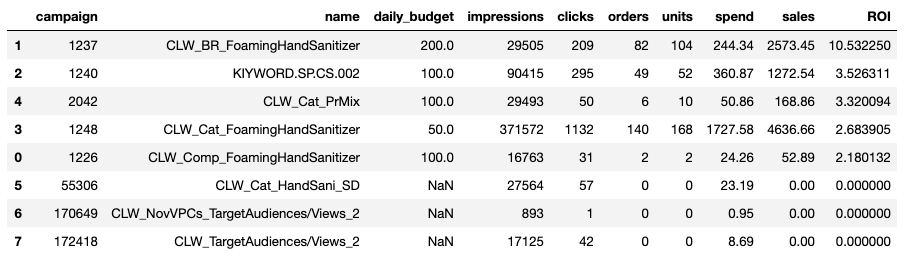 campaign name daily_budget impressions clicks orders units spend sales ROI
1 1237 CLW_BR_FoamingHandSanitizer 200.0 29505 209 82 104 244.34 2573.45 10.532250
2 1240 KIYWORD.SP.CS.002 100.0 90415 295 49 52 360.87 1272.54 3.526311
4 2042 CLW_Cat_PrMix 100.0 29493 50 6 10 50.86 168.86 3.320094
3 1248 CLW_Cat_FoamingHandSanitizer 50.0 371572 1132 140 168 1727.58 4636.66 2.683905
0 1226 CLW_Comp_FoamingHandSanitizer 100.0 16763 31 2 2 24.26 52.89 2.180132
5 55306 CLW_Cat_HandSani_SD NaN 27564 57 0 0 23.19 0.00 0.000000
6 170649 CLW_NovVPCs_TargetAudiences/Views_2 NaN 893 1 0 0 0.95 0.00 0.000000
7 172418 CLW_TargetAudiences/Views_2 NaN 17125 42 0 0 8.69 0.00 0.000000